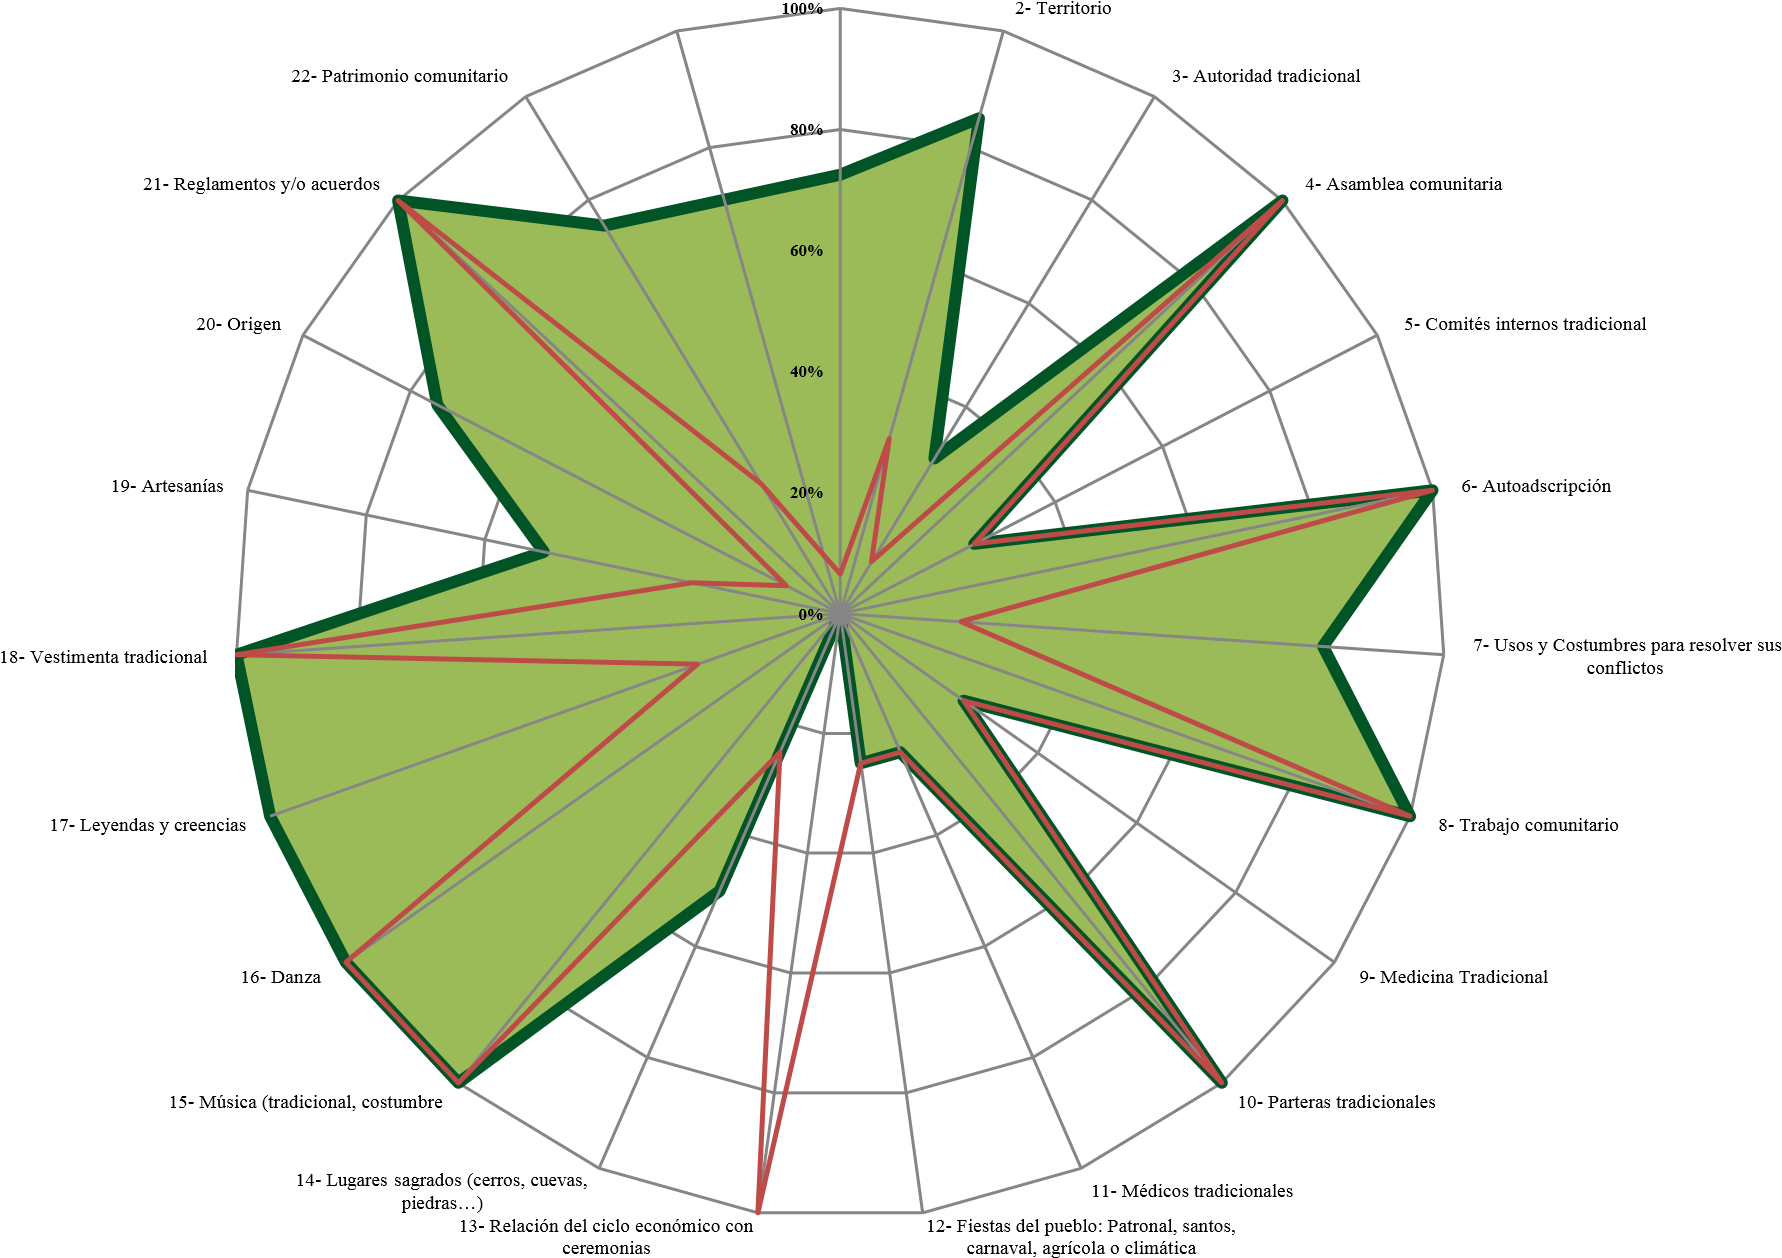 100%
80%
60%
40%
20%
0%
2- Territorio
3- Autoridad tradicional
4- Asamblea comunitaria
5- Comités internos tradicional
6- Autoadscripción
7- Usos y Costumbres para resolver sus
conflictos
8- Trabajo comunitario
9- Medicina Tradicional
10- Parteras tradicionales
11- Médicos tradicionales
12- Fiestas del pueblo: Patronal, santos,
carnaval, agrícola o climática
13- Relación del ciclo económico con
ceremonias
14- Lugares sagrados (cerros, cuevas,
piedras…)
15- Música (tradicional, costumbre
16- Danza
17- Leyendas y creencias
18- Vestimenta tradicional
19- Artesanías
20- Origen
21- Reglamentos y/o acuerdos
22- Patrimonio comunitario